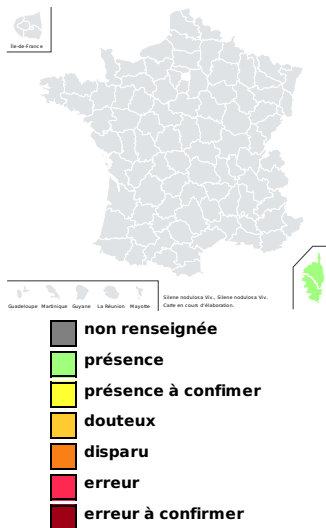 Île-de-France
Guadeloupe Martinique Guyane La Réunion Mayotte
Silene nodulosa Viv., Silene nodulosa Viv.
Carte en cours d'élaboration.
non renseignée
présence
présence à confimer
douteux
disparu
erreur
erreur à confirmer